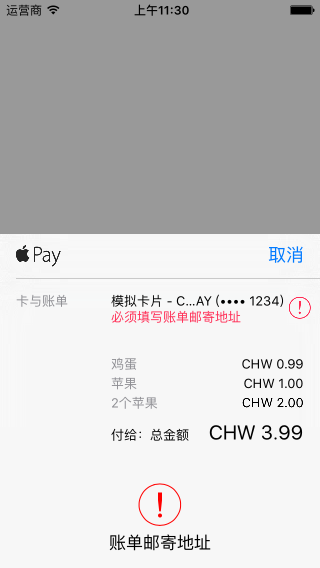 运营商 上午11:30
Pay 取消
卡与账单 模拟卡片 - C...AY (•••• 1234)
必须填写账单邮寄地址
鸡蛋 CHW 0.99
苹果 CHW 1.00
2个苹果 CHW 2.00
付给：总金额 CHW 3.99
账单邮寄地址